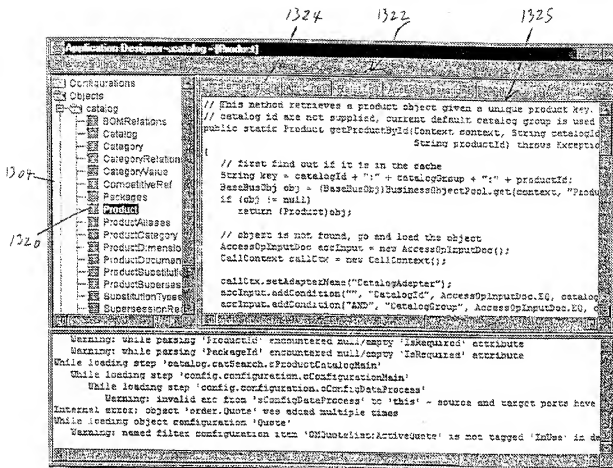 1324 1322 1325
Application Designer - catalog - [Product]
Configurations
Objects
catalog
BOMRelations
Catalog
Category
CategoryRelation
CategoryValue
CompetitiveRef
Packages
Product
ProductAliases
ProductCategory
ProductDimensio
ProductDocumen
ProductSubstitutio
ProductSuperses
SubstitutionTypes
SupersessionRea
1304
1320
// This method retrieves a product object given a unique product key.
// catalog id are not supplied, current default catalog group is used
public static Product getProductById(Context context, String catalogId
String productId) throws Exceptio
{
// first find out if it is in the cache
String key = catalogId + ":" + catalogGroup + ":" + productId;
BaseBusObj obj = (BaseBusObj)BusinessObjectPool.get(context, "Produ
if (obj != null)
return (Product)obj;
// object is not found, go and load the object
AccessOpInputDoc accInput = new AccessOpInputDoc();
CallContext callCtx = new CallContext();
callCtx.setAdapterName("CatalogAdapter");
accInput.addCondition("", "CatalogId", AccessOpInputDoc.EQ, catalog
accInput.addCondition("AND", "CatalogGroup", AccessOpInputDoc.EQ, c
Warning: while parsing 'ProductId' encountered null/empty 'IsRequired' attribute
Warning: while parsing 'PackageId' encountered null/empty 'IsRequired' attribute
While loading step 'catalog.catSearch.cProductCatalogMain'
While loading step 'config.configuration.cConfigurationMain'
While loading step 'config.configuration.oConfigDataProcess'
Warning: invalid arc from 'sConfigDataProcess' to 'this' - source and target ports have
Internal error; object 'order.Quote' was added multiple times
While loading object configuration 'Quote'
Warning: named filter configuration item 'OMQuoteList;ActiveQuote' is not tagged 'InUse' in de